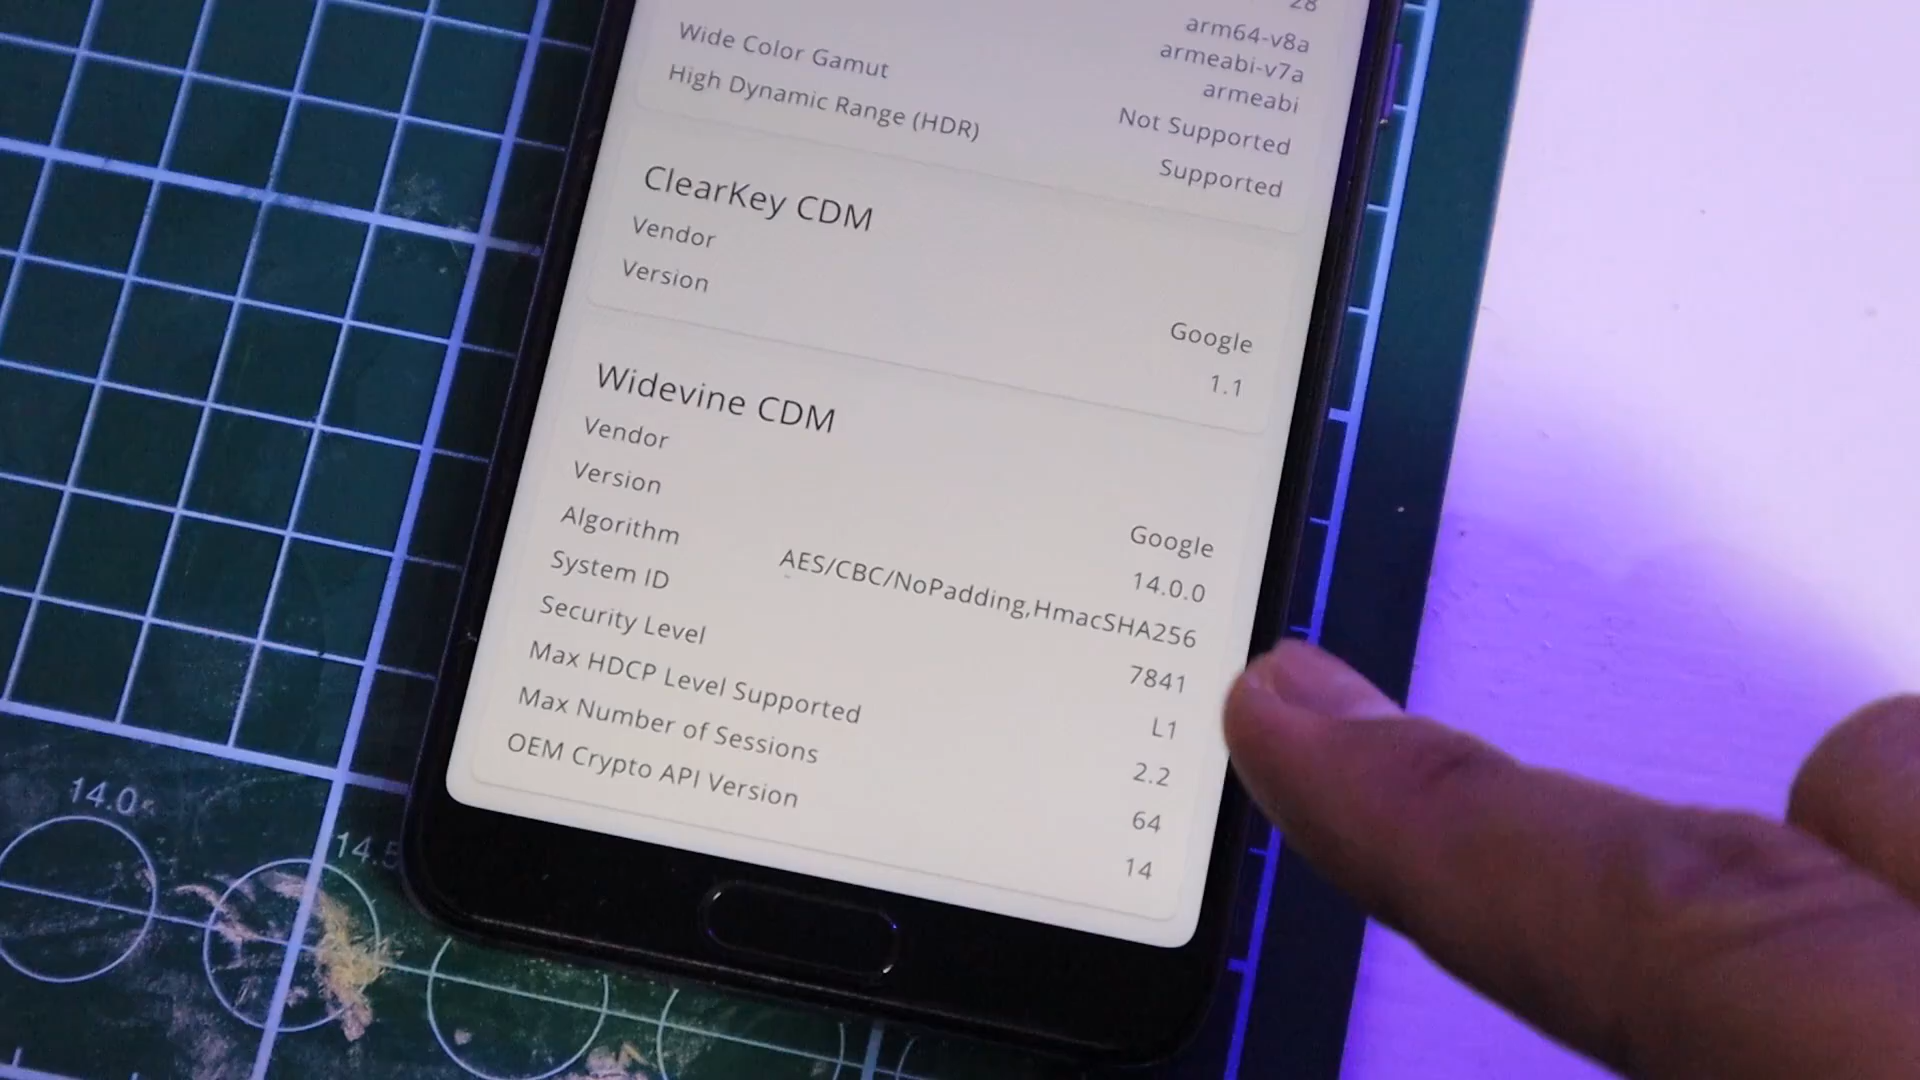 28
arm64-v8a
armeabi-v7a
armeabi
Wide Color Gamut
Not Supported
High Dynamic Range (HDR)
Supported
ClearKey CDM
Vendor
Google
Version
1.1
Widevine CDM
Vendor
Google
Version
14.0.0
Algorithm
AES/CBC/NoPadding,HmacSHA256
System ID
7841
Security Level
L1
Max HDCP Level Supported
2.2
Max Number of Sessions
64
OEM Crypto API Version
14
14.0
14.5